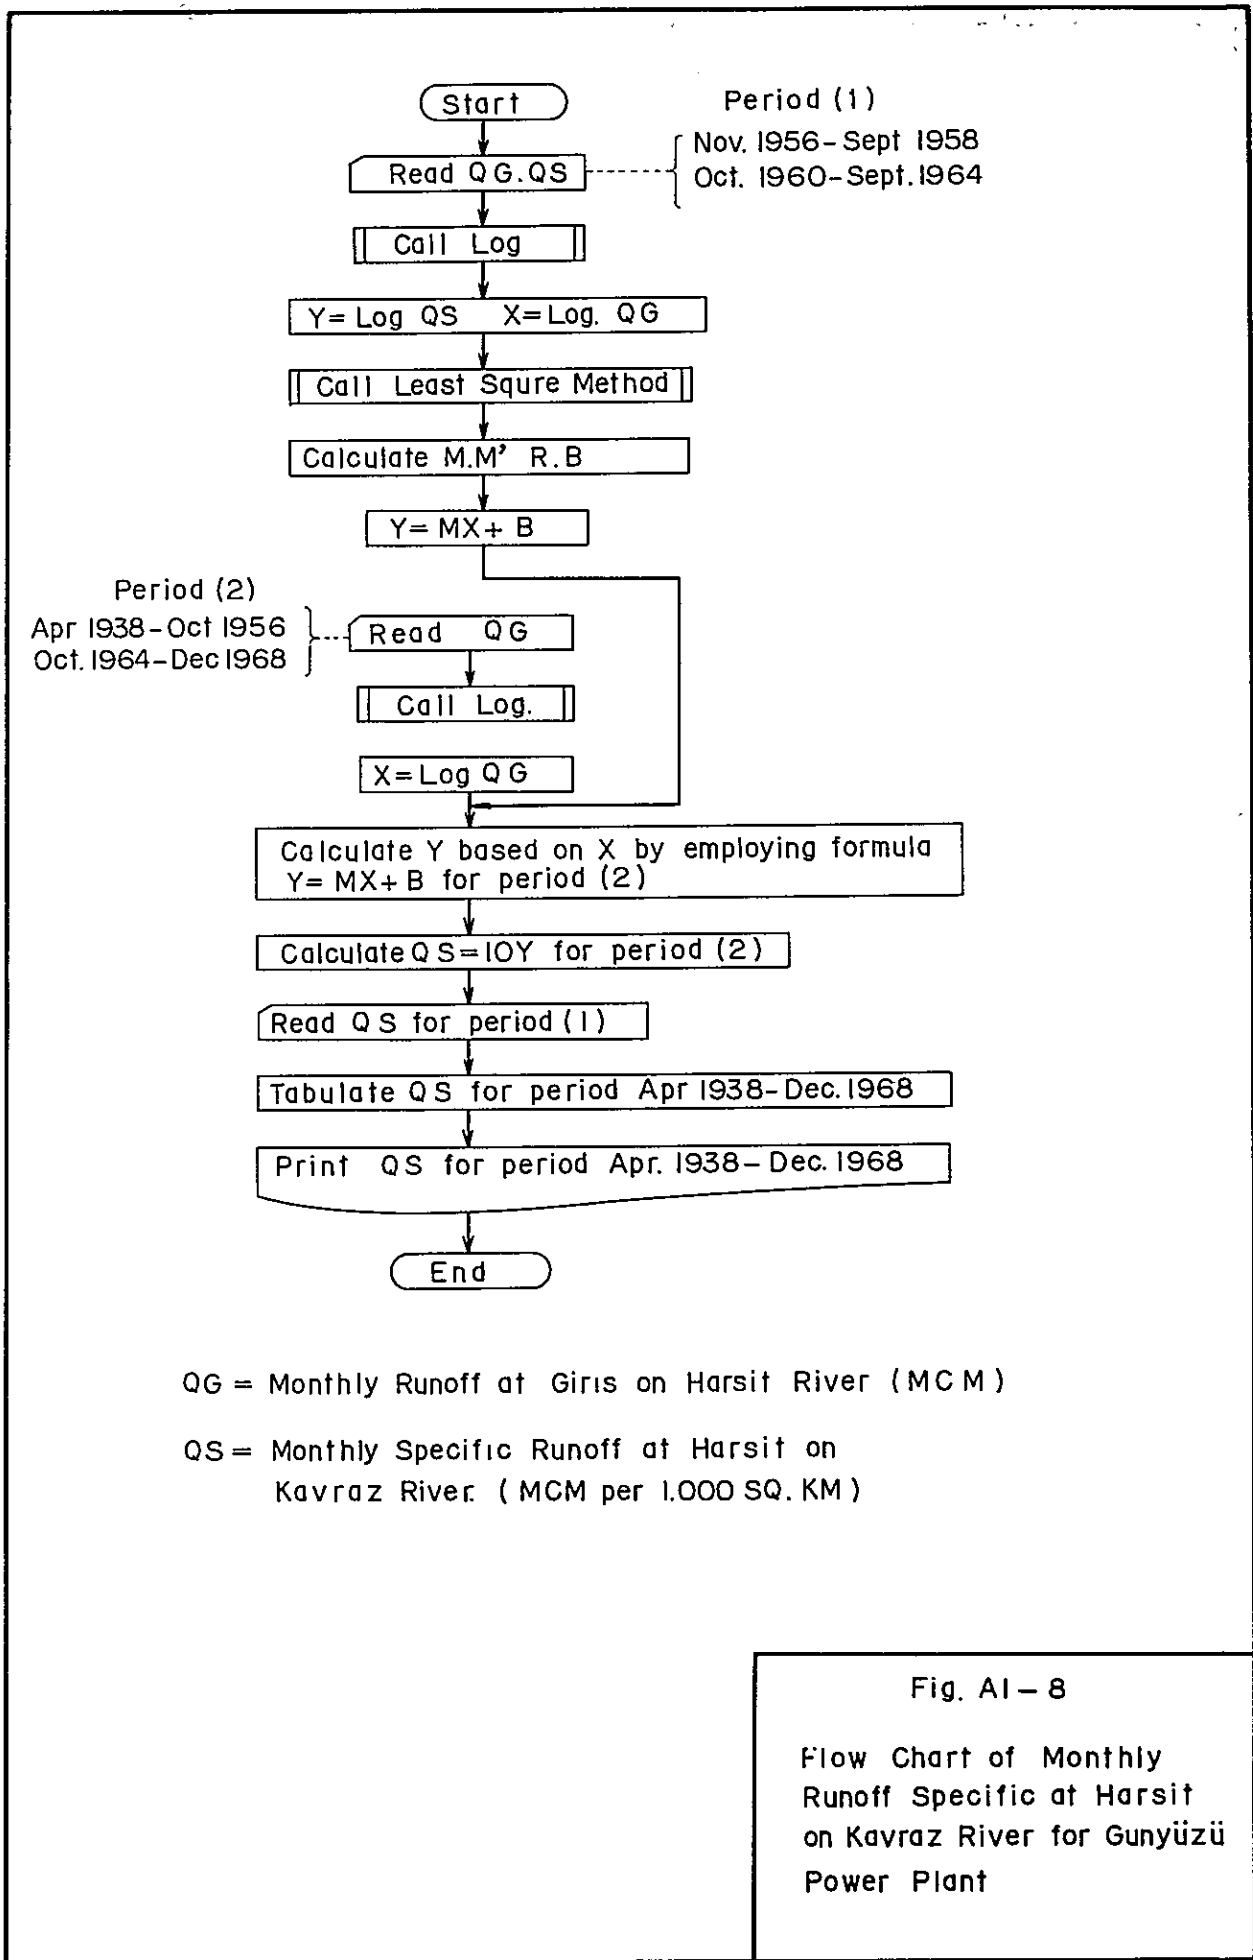 Start
Period (1)
Nov. 1956-Sept 1958
Oct. 1960-Sept. 1964
Read QG.QS
Call Log
Y= Log QS X=Log. QG
Call Least Squre Method
Calculate M.M' R.B
Y= MX+ B
Period (2)
Apr 1938-Oct 1956
Oct. 1964-Dec 1968
Read QG
Call Log.
X=Log QG
Calculate Y based on X by employing formula
Y= MX+ B for period (2)
Calculate QS=10Y for period (2)
Read QS for period (1)
Tabulate QS for period Apr 1938-Dec. 1968
Print QS for period Apr. 1938-Dec. 1968
End
QG = Monthly Runoff at Giris on Harsit River (MCM)
QS = Monthly Specific Runoff at Harsit on
Kavraz River. (MCM per 1.000 SQ. KM)
Fig. A1-8
Flow Chart of Monthly
Runoff Specific at Harsit
on Kavraz River for Gunyüzü
Power Plant